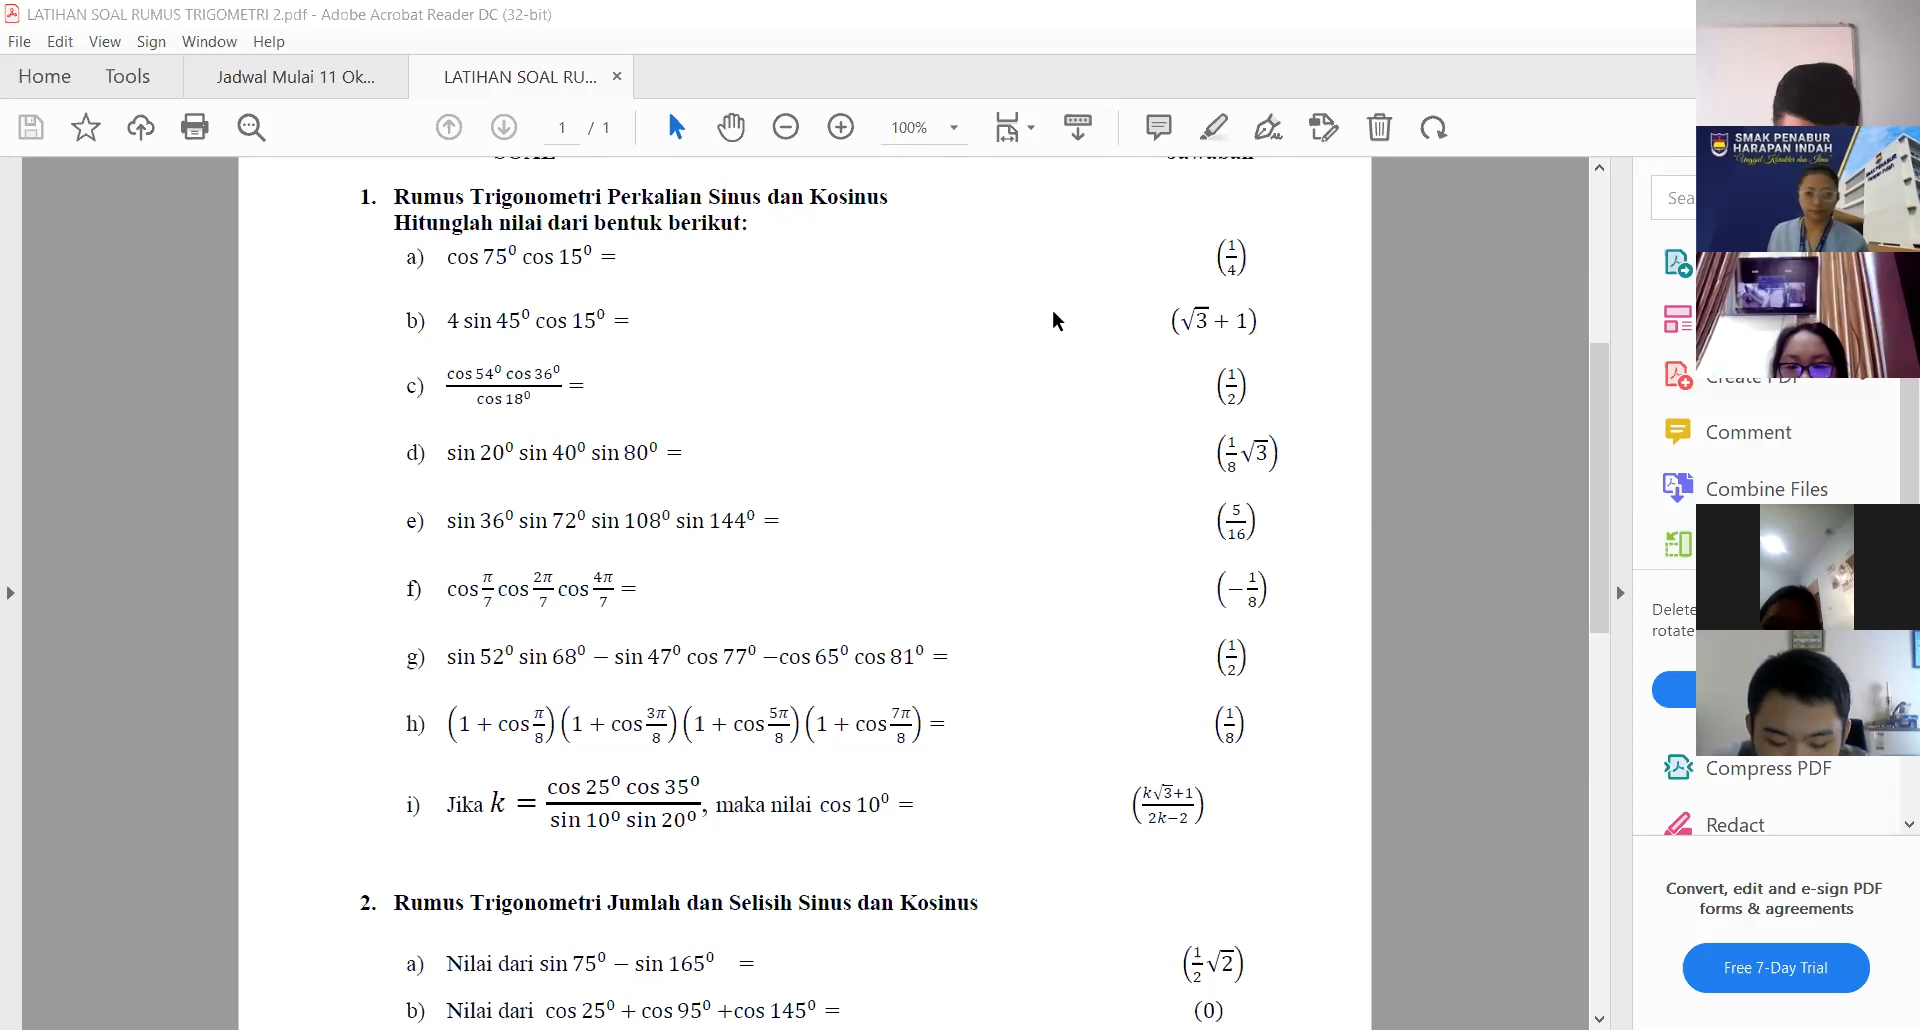 LATIHAN SOAL RUMUS TRIGOMETRI 2.pdf - Adobe Acrobat Reader DC (32-bit)
File Edit View Sign Window Help
Home Tools Jadwal Mulai 11 Ok... LATIHAN SOAL RU... ×
1 / 1 100%
1. Rumus Trigonometri Perkalian Sinus dan Kosinus
Hitunglah nilai dari bentuk berikut:
a) cos 75⁰ cos 15⁰ = (1/4)
b) 4 sin 45⁰ cos 15⁰ = (√3 + 1)
c) cos 54⁰ cos 36⁰ / cos 18⁰ = (1/2)
d) sin 20⁰ sin 40⁰ sin 80⁰ = (1/8 √3)
e) sin 36⁰ sin 72⁰ sin 108⁰ sin 144⁰ = (5/16)
f) cos π/7 cos 2π/7 cos 4π/7 = (−1/8)
g) sin 52⁰ sin 68⁰ − sin 47⁰ cos 77⁰ −cos 65⁰ cos 81⁰ = (1/2)
h) (1 + cos π/8)(1 + cos 3π/8)(1 + cos 5π/8)(1 + cos 7π/8) = (1/8)
i) Jika k = cos 25⁰ cos 35⁰ / sin 10⁰ sin 20⁰, maka nilai cos 10⁰ = (k√3+1 / 2k−2)
2. Rumus Trigonometri Jumlah dan Selisih Sinus dan Kosinus
a) Nilai dari sin 75⁰ − sin 165⁰ = (1/2 √2)
b) Nilai dari cos 25⁰ + cos 95⁰ +cos 145⁰ = (0)
Sea
Create PDF
Comment
Combine Files
Delete
rotate
Compress PDF
Redact
Convert, edit and e-sign PDF
forms & agreements
Free 7-Day Trial
SMAK PENABUR
HARAPAN INDAH
"Unggul Karakter dan Ilmu"